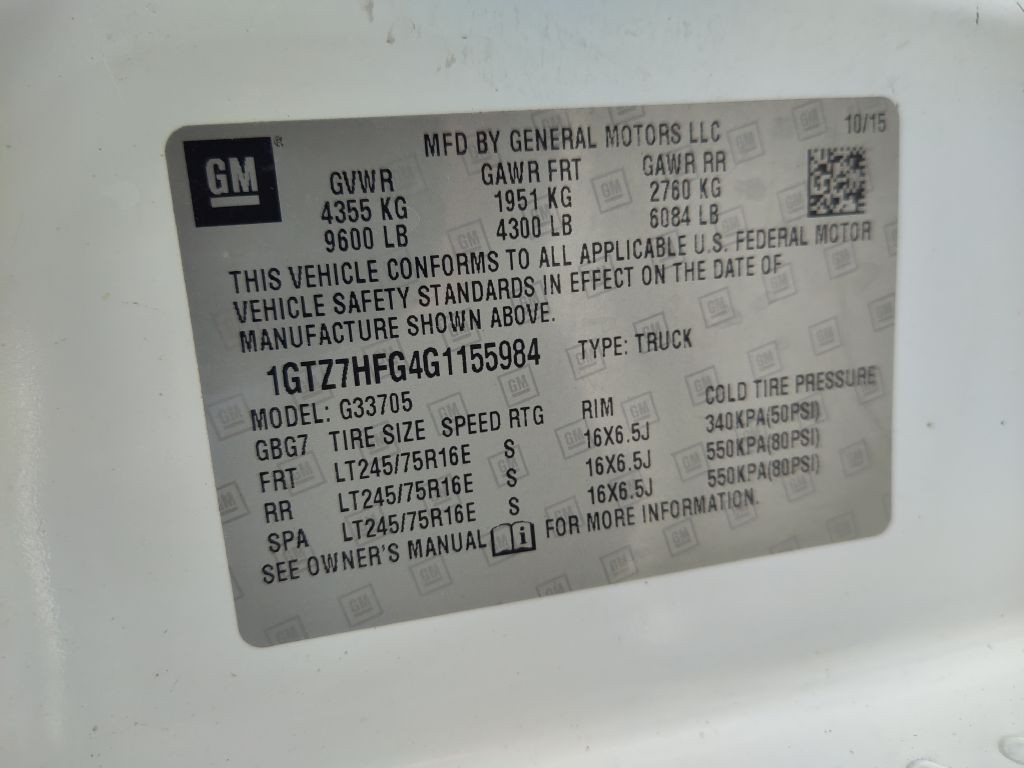 GM ®
MFD BY GENERAL MOTORS LLC 10/15
GVWR GAWR FRT GAWR RR
4355 KG 1951 KG 2760 KG
9600 LB 4300 LB 6084 LB
THIS VEHICLE CONFORMS TO ALL APPLICABLE U.S. FEDERAL MOTOR
VEHICLE SAFETY STANDARDS IN EFFECT ON THE DATE OF
MANUFACTURE SHOWN ABOVE.
1GTZ7HFG4G1155984 TYPE: TRUCK
MODEL: G33705
GBG7 TIRE SIZE SPEED RTG RIM COLD TIRE PRESSURE
FRT LT245/75R16E S 16X6.5J 340KPA(50PSI)
RR LT245/75R16E S 16X6.5J 550KPA(80PSI)
SPA LT245/75R16E S 16X6.5J 550KPA(80PSI)
SEE OWNER'S MANUAL i FOR MORE INFORMATION.